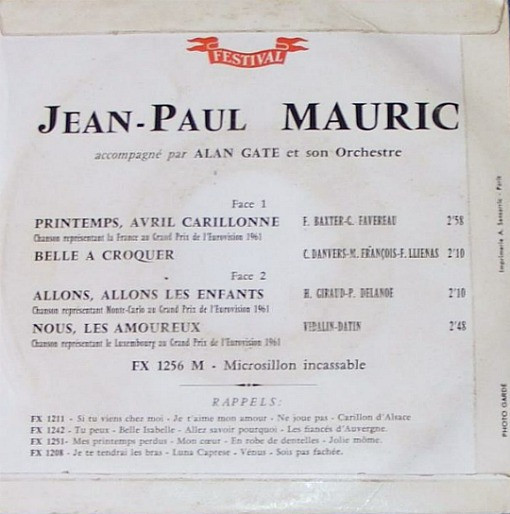 FESTIVAL
JEAN-PAUL MAURIC
accompagné par ALAN GATE et son Orchestre
Face 1
PRINTEMPS, AVRIL CARILLONNE F. BAXTER-G. FAVEREAU 2'58
Chanson représentant la France au Grand Prix de l'Eurovision 1961
BELLE A CROQUER C. DANVERS-M. FRANÇOIS-F. LLENAS 2'10
Face 2
ALLONS, ALLONS LES ENFANTS H. GIRAUD-P. DELANOE 2'10
Chanson représentant Monte-Carlo au Grand Prix de l'Eurovision 1961
NOUS, LES AMOUREUX VIDALIN-DATIN 2'48
Chanson représentant le Luxembourg au Grand Prix de l'Eurovision 1961
FX 1256 M - Microsillon incassable
RAPPELS:
FX 1211 - Si tu viens chez moi - Je t'aime mon amour - Ne joue pas - Carillon d'Alsace
FX 1242 - Tu peux - Belle Isabelle - Allez savoir pourquoi - Les fiancés d'Auvergne.
FX 1251- Mes printemps perdus - Mon cœur - En robe de dentelles - Jolie môme.
FX 1208 - Je te tendrai les bras - Luna Caprese - Vénus - Sois pas fachée.
Imprimerie A. - Paris
PHOTO GARDÉ